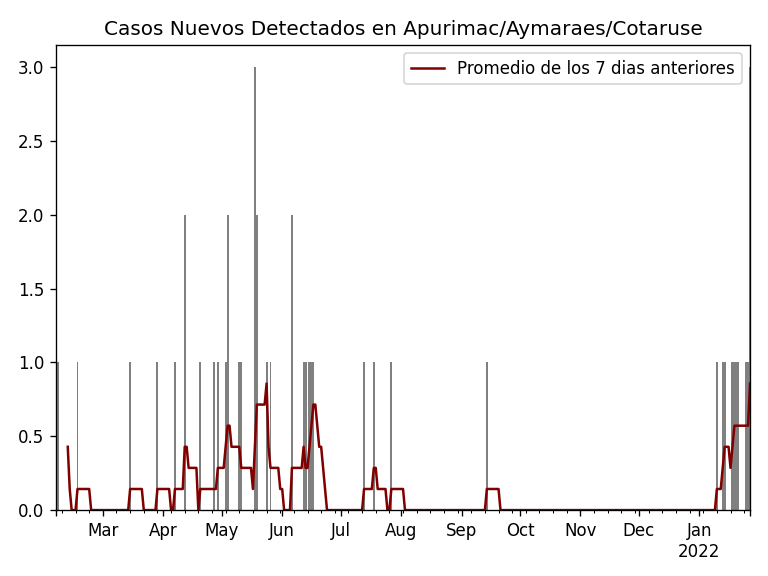 Casos Nuevos Detectados en Apurimac/Aymaraes/Cotaruse
Promedio de los 7 dias anteriores
3.0
2.5
2.0
1.5
1.0
0.5
0.0
Mar Apr May Jun Jul Aug Sep Oct Nov Dec Jan
2022